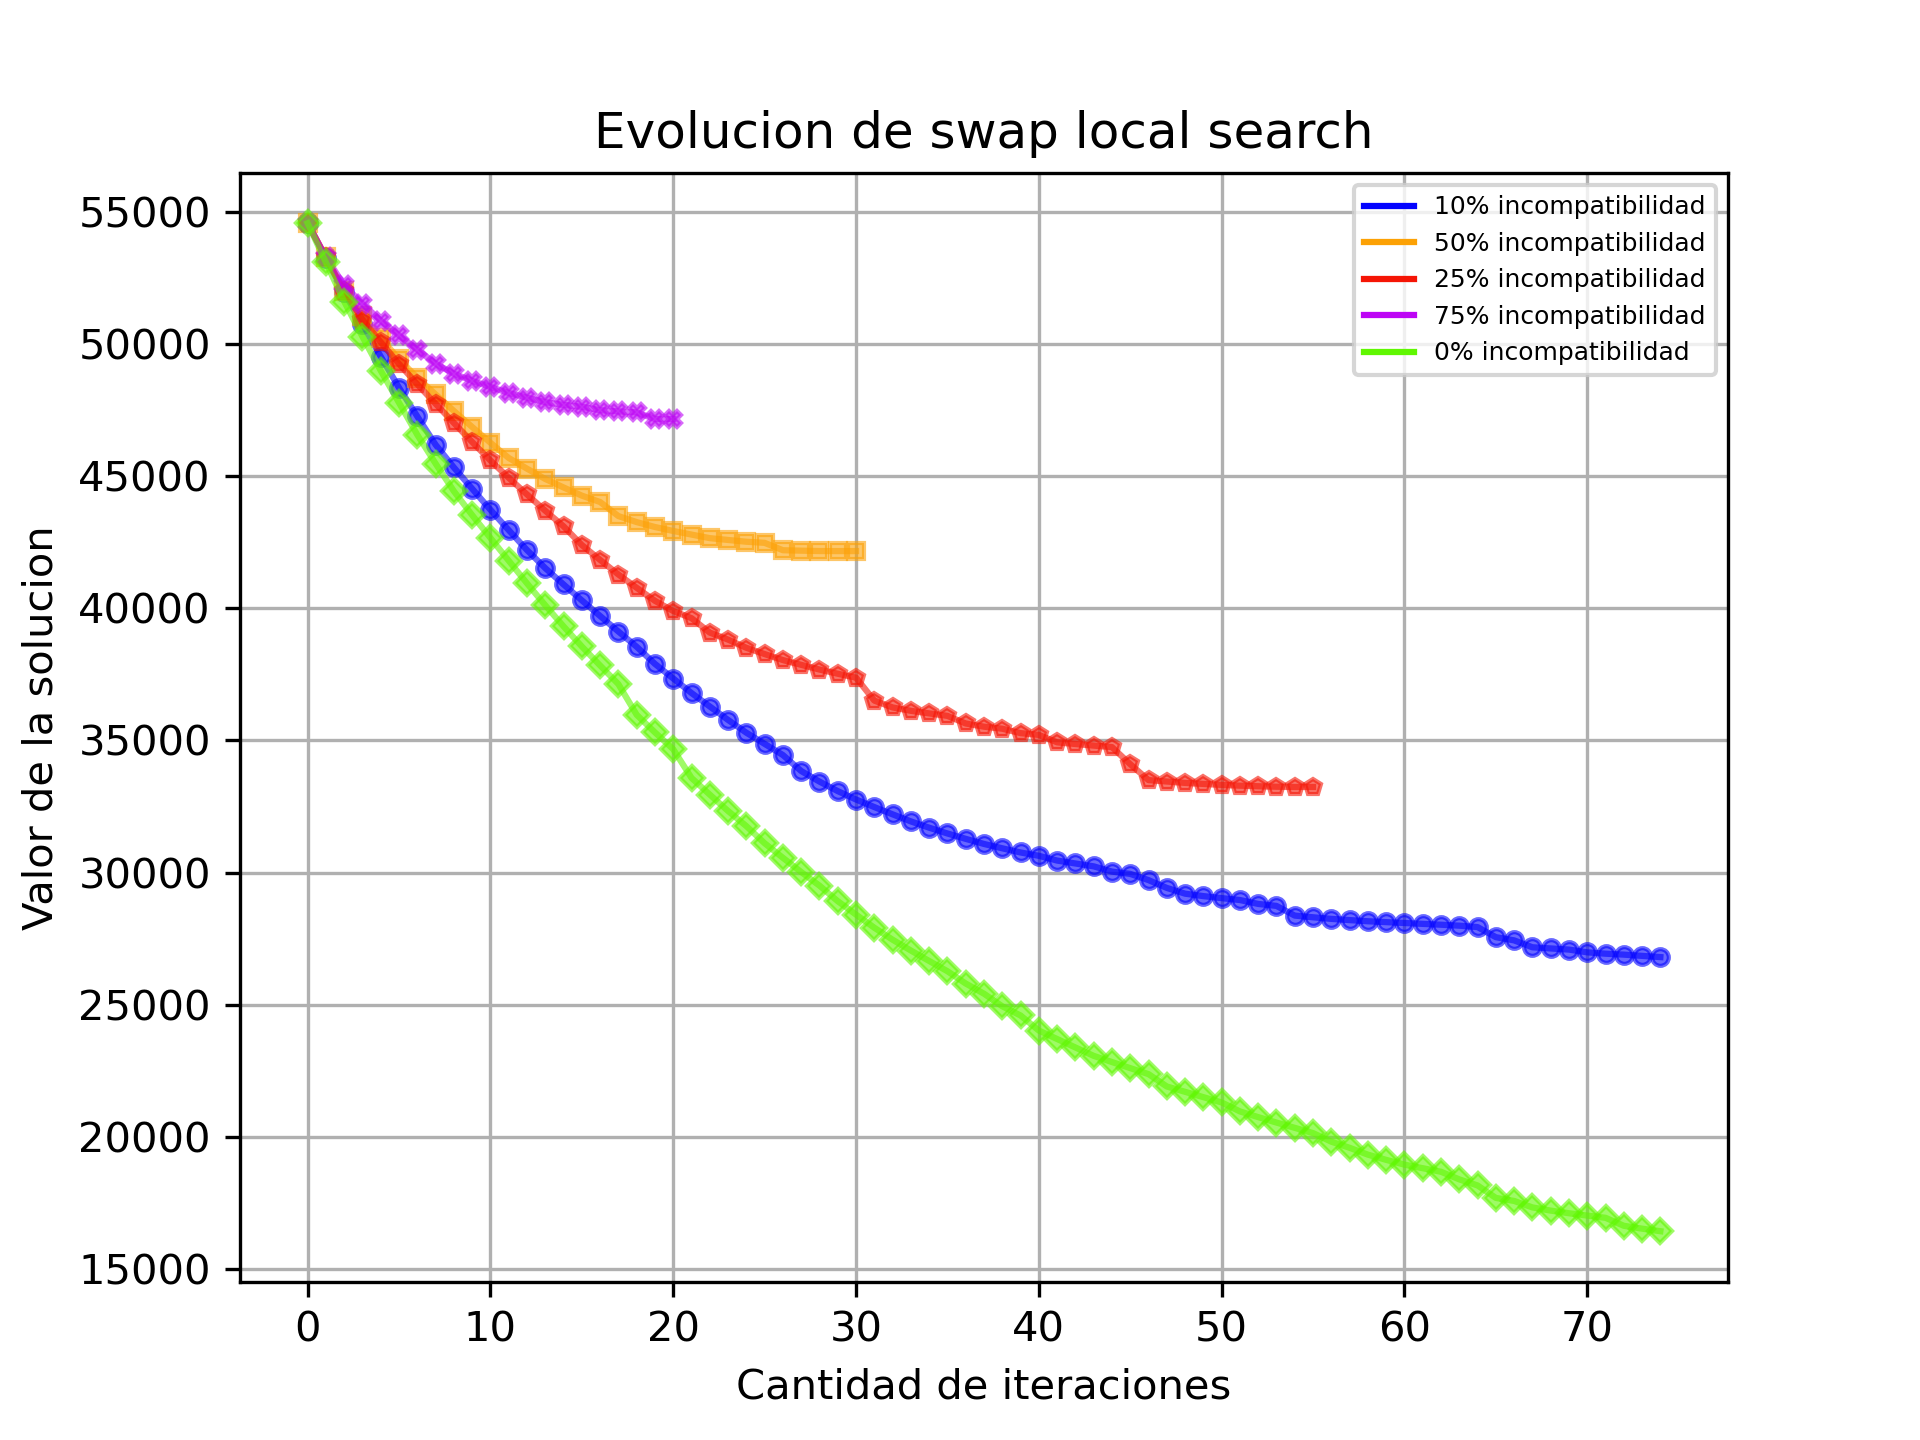 Evolucion de swap local search
10% incompatibilidad
50% incompatibilidad
25% incompatibilidad
75% incompatibilidad
0% incompatibilidad
Valor de la solucion
55000
50000
45000
40000
35000
30000
25000
20000
15000
0 10 20 30 40 50 60 70
Cantidad de iteraciones